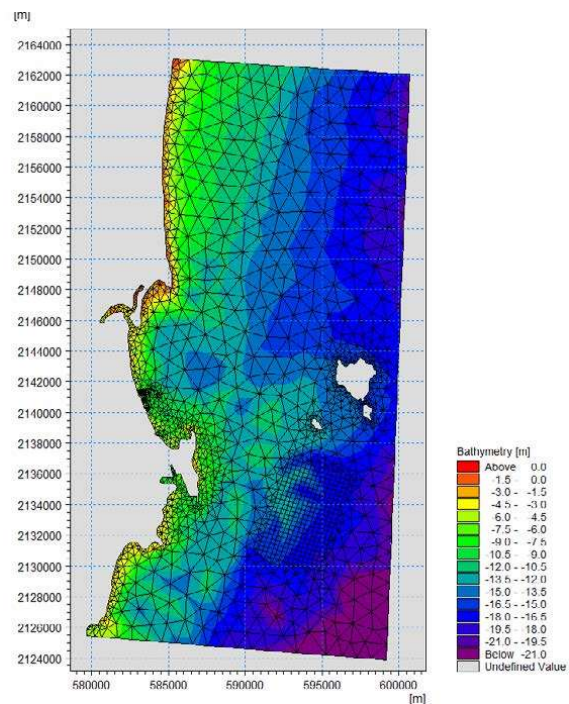 [m]
2164000
2162000
2160000
2158000
2156000
2154000
2152000
2150000
2148000
2146000
2144000
2142000
2140000
2138000
2136000
2134000
2132000
2130000
2128000
2126000
2124000
580000 585000 590000 595000 600000
[m]
Bathymetry [m]
Above 0.0
-1.5 - 0.0
-3.0 - -1.5
-4.5 - -3.0
-6.0 - -4.5
-7.5 - -6.0
-9.0 - -7.5
-10.5 - -9.0
-12.0 - -10.5
-13.5 - -12.0
-15.0 - -13.5
-16.5 - -15.0
-18.0 - -16.5
-19.5 - -18.0
-21.0 - -19.5
Below -21.0
Undefined Value